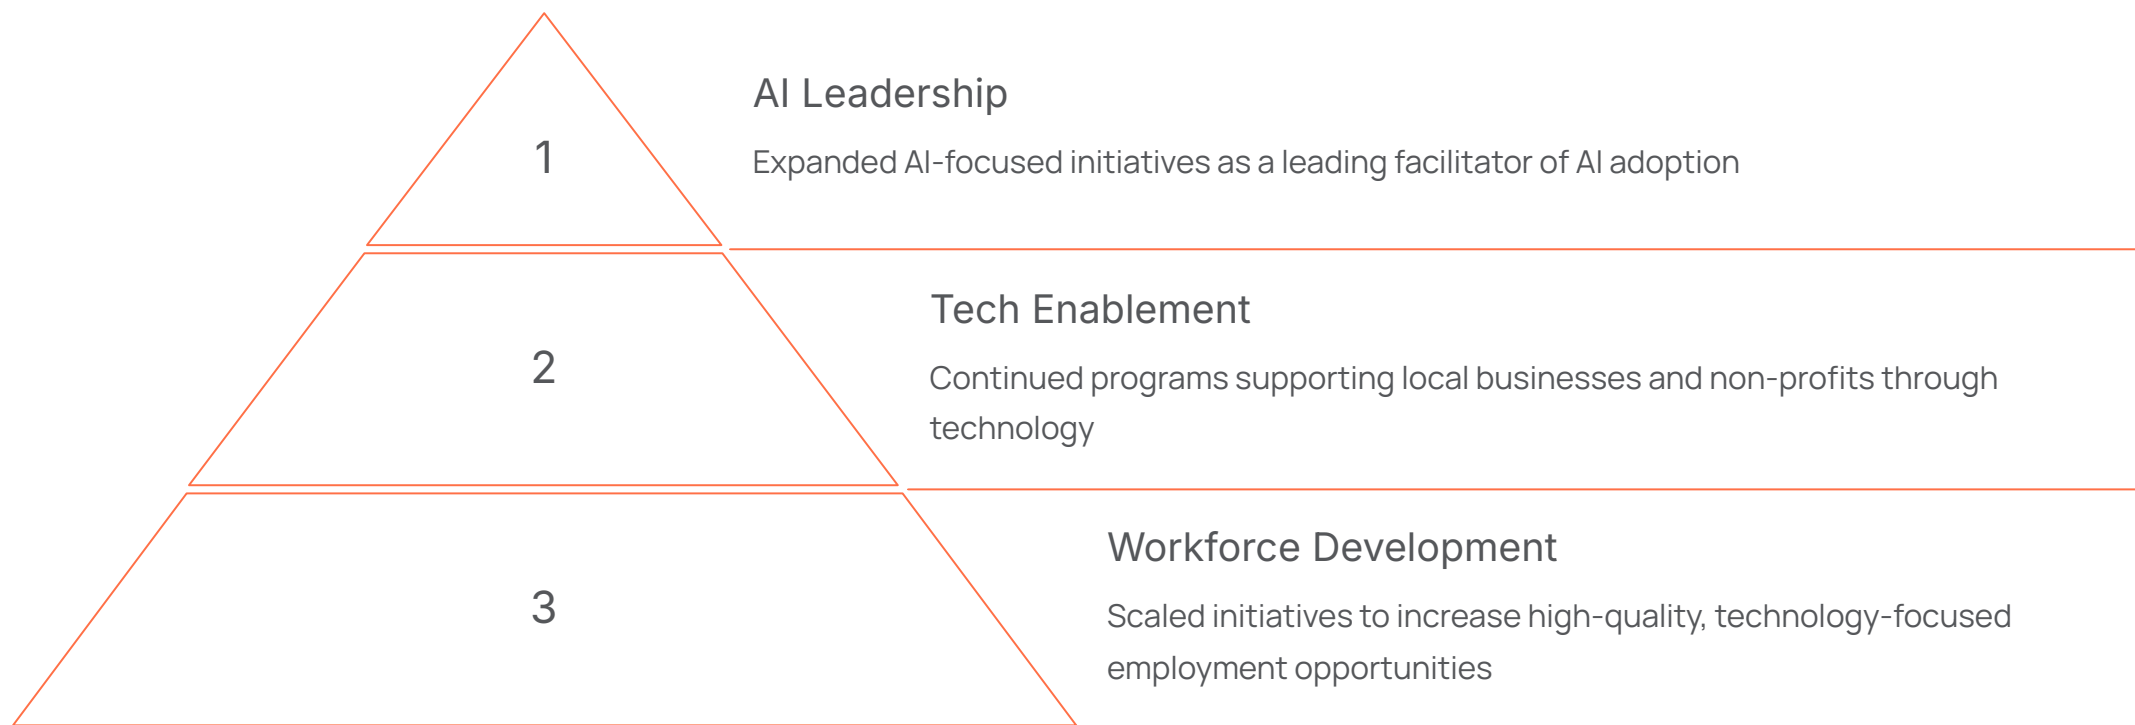 1
AI Leadership
Expanded AI-focused initiatives as a leading facilitator of AI adoption
2
Tech Enablement
Continued programs supporting local businesses and non-profits through
technology
3
Workforce Development
Scaled initiatives to increase high-quality, technology-focused
employment opportunities